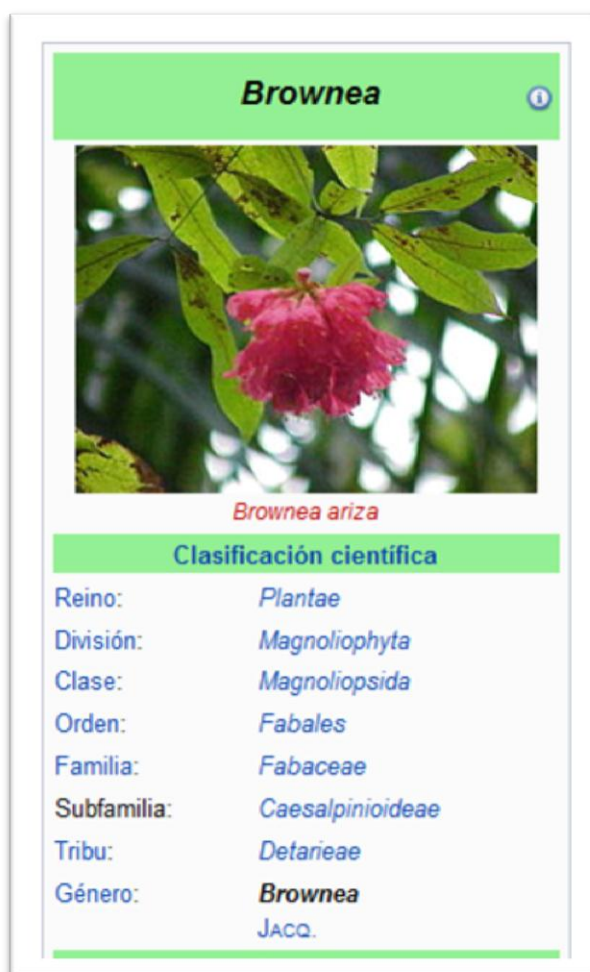 Brownea
Brownea ariza
Clasificación científica
Reino: Plantae
División: Magnoliophyta
Clase: Magnoliopsida
Orden: Fabales
Familia: Fabaceae
Subfamilia: Caesalpinioideae
Tribu: Detarieae
Género: Brownea
JACQ.